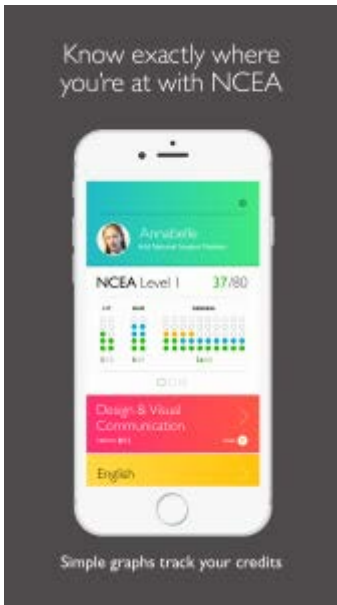 Know exactly where
you're at with NCEA
Annabelle
NCEA Level 1 37/80
Design & Visual
Communication
English
Simple graphs track your credits